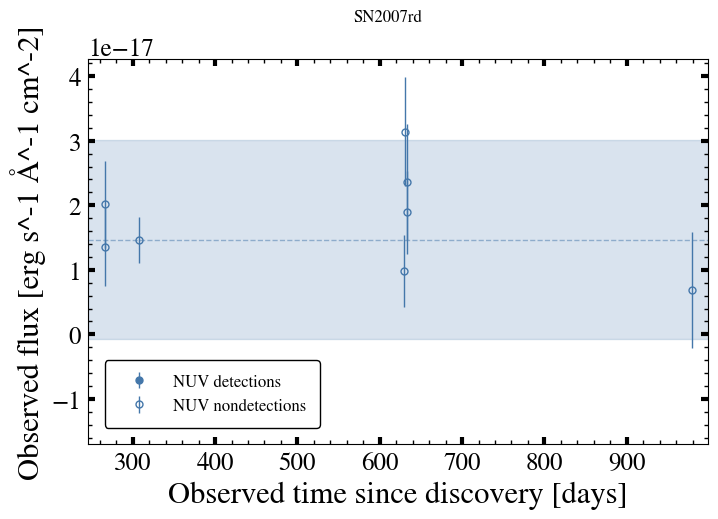 SN2007rd
1e−17
Observed flux [erg s^-1 Å^-1 cm^-2]
4
3
2
1
0
−1
NUV detections
NUV nondetections
300 400 500 600 700 800 900
Observed time since discovery [days]